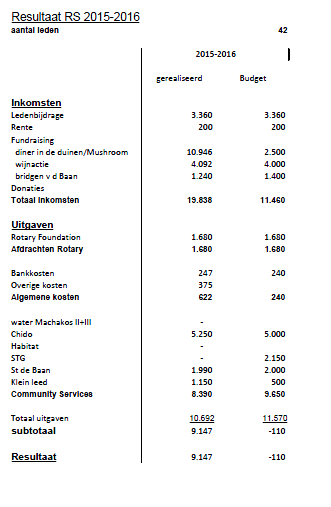 Resultaat RS 2015-2016
aantal leden 42
2015-2016
gerealiseerd Budget
Inkomsten
Ledenbijdrage 3.360 3.360
Rente 200 200
Fundraising
diner in de duinen/Mushroom 10.946 2.500
wijnactie 4.092 4.000
bridgen v d Baan 1.240 1.400
Donaties
Totaal Inkomsten 19.838 11.460
Uitgaven
Rotary Foundation 1.680 1.680
Afdrachten Rotary 1.680 1.680
Bankkosten 247 240
Overige kosten 375
Algemene kosten 622 240
water Machakos II+III -
Chido 5.250 5.000
Habitat -
STG - 2.150
St de Baan 1.990 2.000
Klein leed 1.150 500
Community Services 8.390 9.650
Totaal uitgaven 10.692 11.570
subtotaal 9.147 -110
Resultaat 9.147 -110